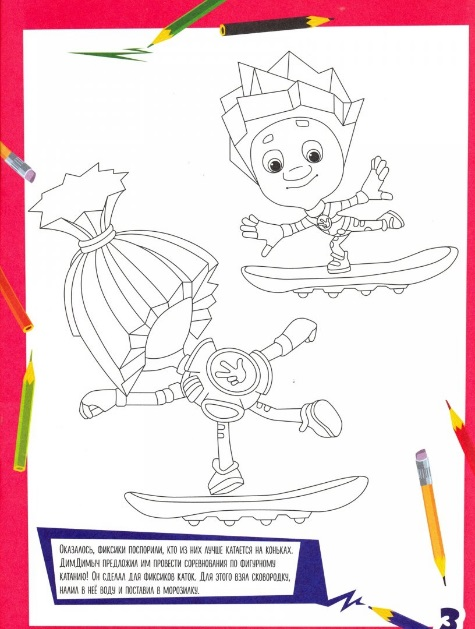 Оказалось, фиксики поспорили, кто из них лучше катается на коньках.
ДимДимыч предложил им провести соревнования по фигурному
катанию! Он сделал для фиксиков каток. Для этого взял сковородку,
налил в неё воду и поставил в морозилку.
3